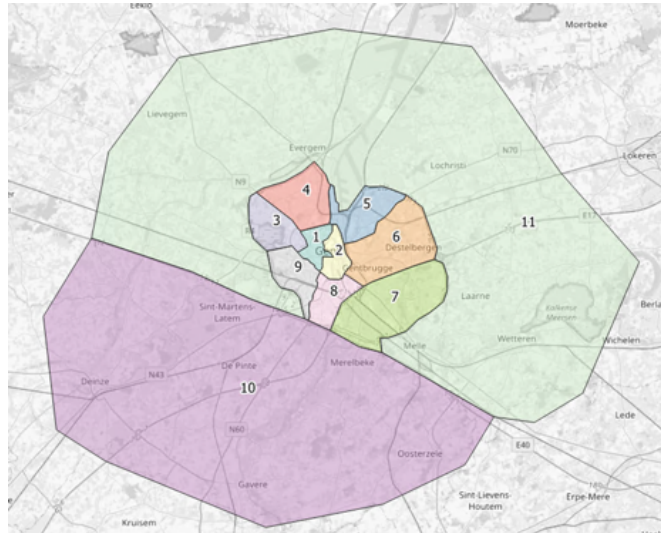 Eeklo
Moerbeke
Lievegem
Evergem
N9
N70
Lochristi
Lokeren
4
5
3
6
11
E17
1
2
Destelbergen
9
Gentbrugge
8
7
Laarne
Kalkense
Meersen
Sint-Martens-
Latem
Berla
Melle
Wetteren
Wichelen
De Pinte
Merelbeke
N43
10
Deinze
Lede
N60
E40
Oosterzele
Gavere
Sint-Lievens-
Houtem
Erpe-Mere
Kruisem